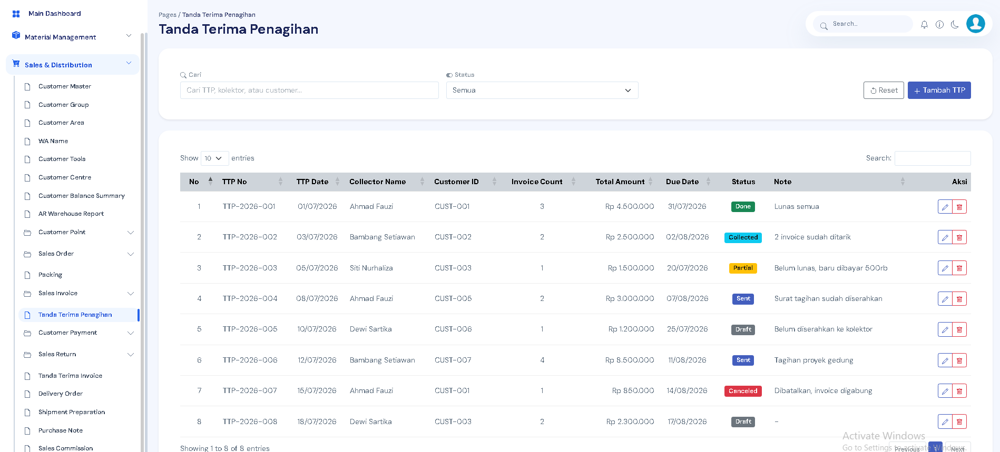 Main Dashboard
Material Management
Sales & Distribution
Customer Master
Customer Group
Customer Area
WA Name
Customer Tools
Customer Centre
Customer Balance Summary
AR Warehouse Report
Customer Point
Sales Order
Packing
Sales Invoice
Tanda Terima Penagihan
Customer Payment
Sales Return
Tanda Terima Invoice
Delivery Order
Shipment Preparation
Purchase Note
Sales Commission
Pages / Tanda Terima Penagihan
Tanda Terima Penagihan
Search...
Cari
Cari TTP, kolektor, atau customer...
Status
Semua
Reset
+ Tambah TTP
Show 10 entries
Search:
No TTP No TTP Date Collector Name Customer ID Invoice Count Total Amount Due Date Status Note Aksi
1 TTP-2026-001 01/07/2026 Ahmad Fauzi CUST-001 3 Rp 4.500.000 31/07/2026 Done Lunas semua
2 TTP-2026-002 03/07/2026 Bambang Setiawan CUST-002 2 Rp 2.500.000 02/08/2026 Collected 2 invoice sudah ditarik
3 TTP-2026-003 05/07/2026 Siti Nurhaliza CUST-003 1 Rp 1.500.000 20/07/2026 Partial Belum lunas, baru dibayar 500rb
4 TTP-2026-004 08/07/2026 Ahmad Fauzi CUST-005 2 Rp 3.000.000 07/08/2026 Sent Surat tagihan sudah diserahkan
5 TTP-2026-005 10/07/2026 Dewi Sartika CUST-006 1 Rp 1.200.000 25/07/2026 Draft Belum diserahkan ke kolektor
6 TTP-2026-006 12/07/2026 Bambang Setiawan CUST-007 4 Rp 8.500.000 11/08/2026 Sent Tagihan proyek gedung
7 TTP-2026-007 15/07/2026 Ahmad Fauzi CUST-001 1 Rp 850.000 14/08/2026 Canceled Dibatalkan, invoice digabung
8 TTP-2026-008 18/07/2026 Dewi Sartika CUST-003 2 Rp 2.300.000 17/08/2026 Draft -
Showing 1 to 8 of 8 entries
Previous 1 Next
Activate Windows
Go to Settings to activate Windows.